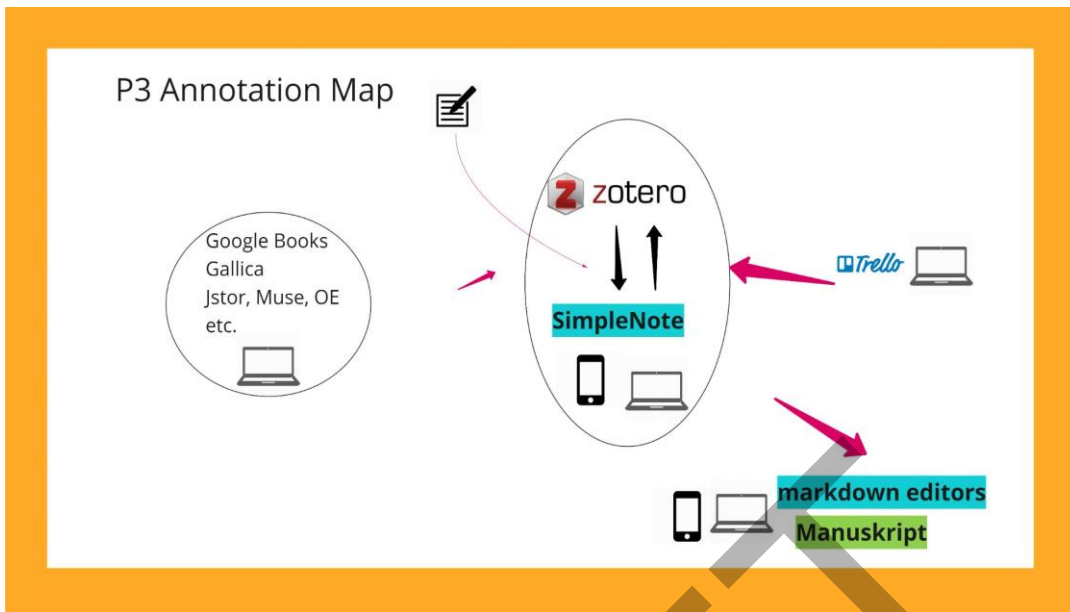 P3 Annotation Map
Google Books
Gallica
Jstor, Muse, OE
etc.
Z zotero
SimpleNote
Trello
markdown editors
Manuskript